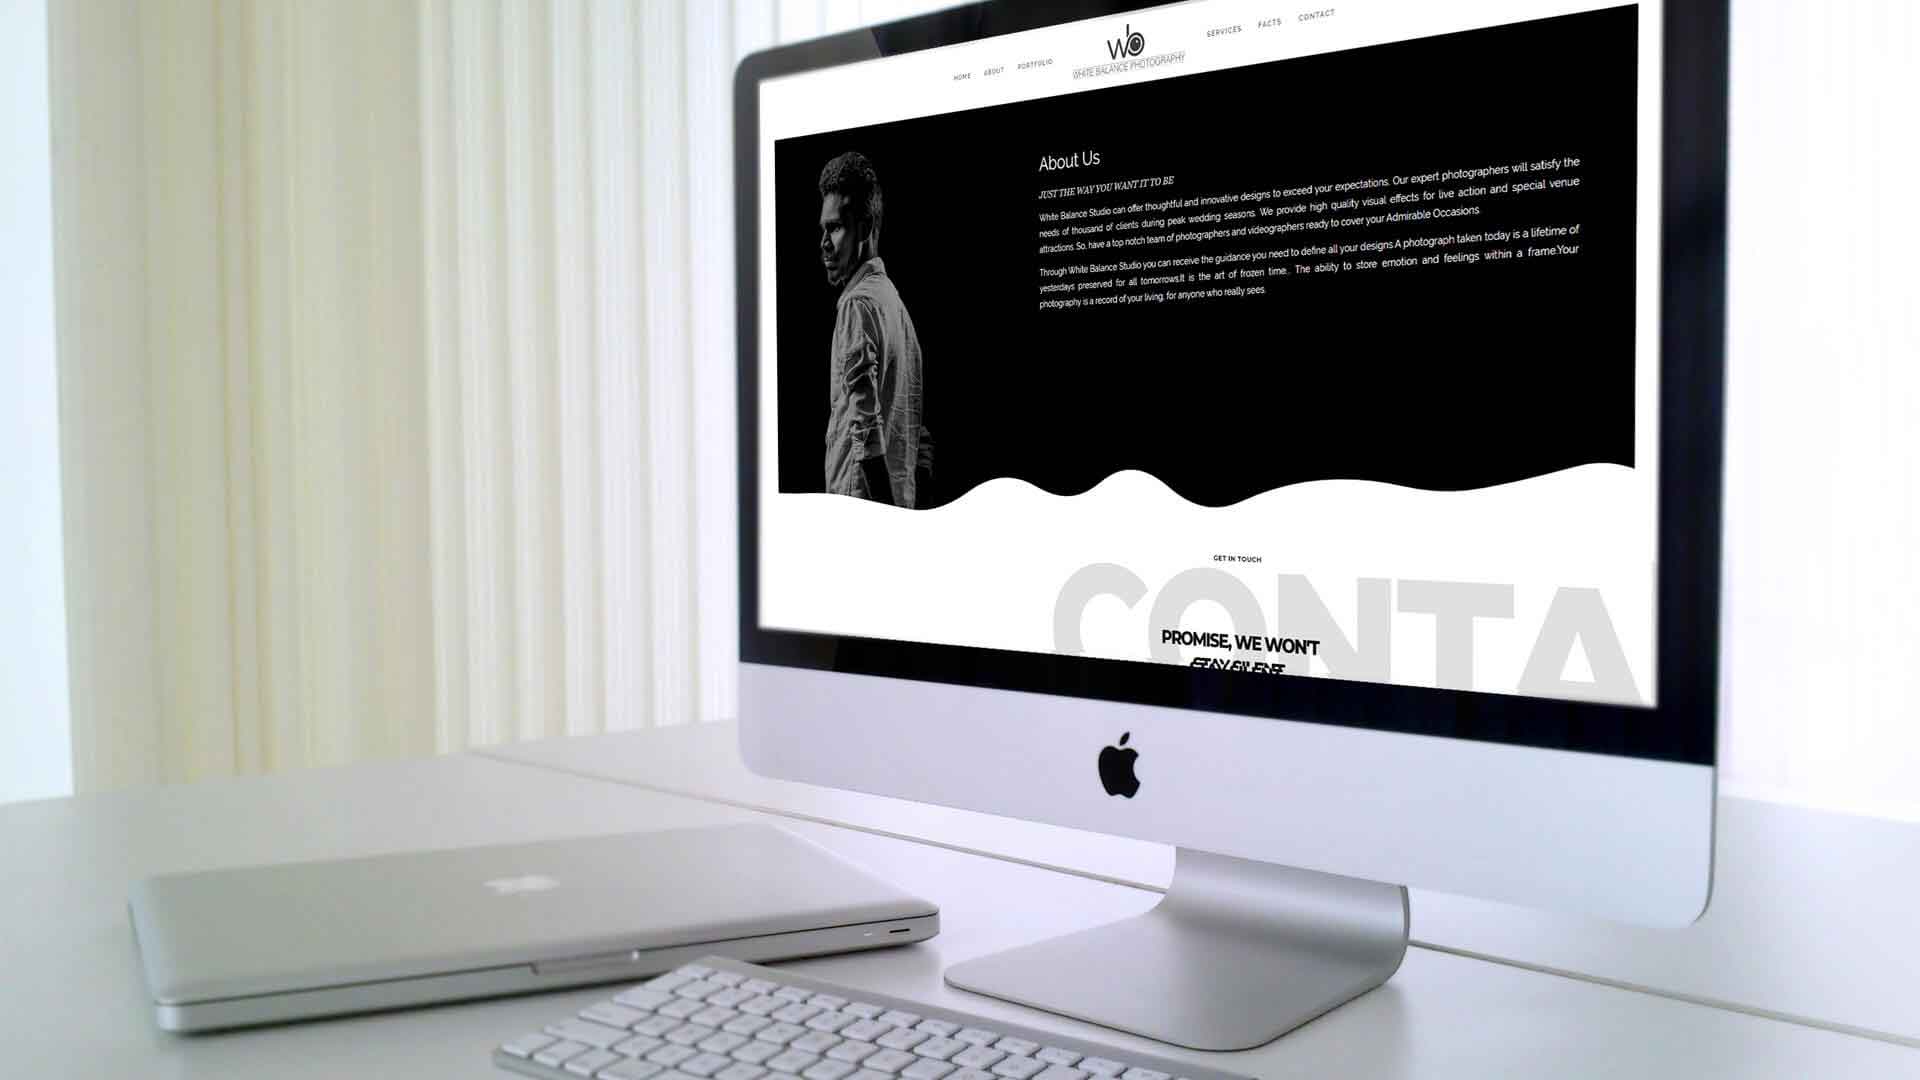 HOME ABOUT PORTFOLIO
wb
WHITE BALANCE PHOTOGRAPHY
SERVICES FACTS CONTACT
About Us
JUST THE WAY YOU WANT IT TO BE
White Balance Studio can offer thoughtful and innovative designs to exceed your expectations. Our expert photographers will satisfy the
needs of thousand of clients during peak wedding seasons. We provide high quality visual effects for live action and special venue
attractions. So, have a top notch team of photographers and videographers ready to cover your Admirable Occasions.
Through White Balance Studio you can receive the guidance you need to define all your designs.A photograph taken today is a lifetime of
yesterdays preserved for all tomorrows.It is the art of frozen time.. The ability to store emotion and feelings within a frame.Your
photography is a record of your living, for anyone who really sees.
GET IN TOUCH
CONTA
PROMISE, WE WON'T
STAY SILENT